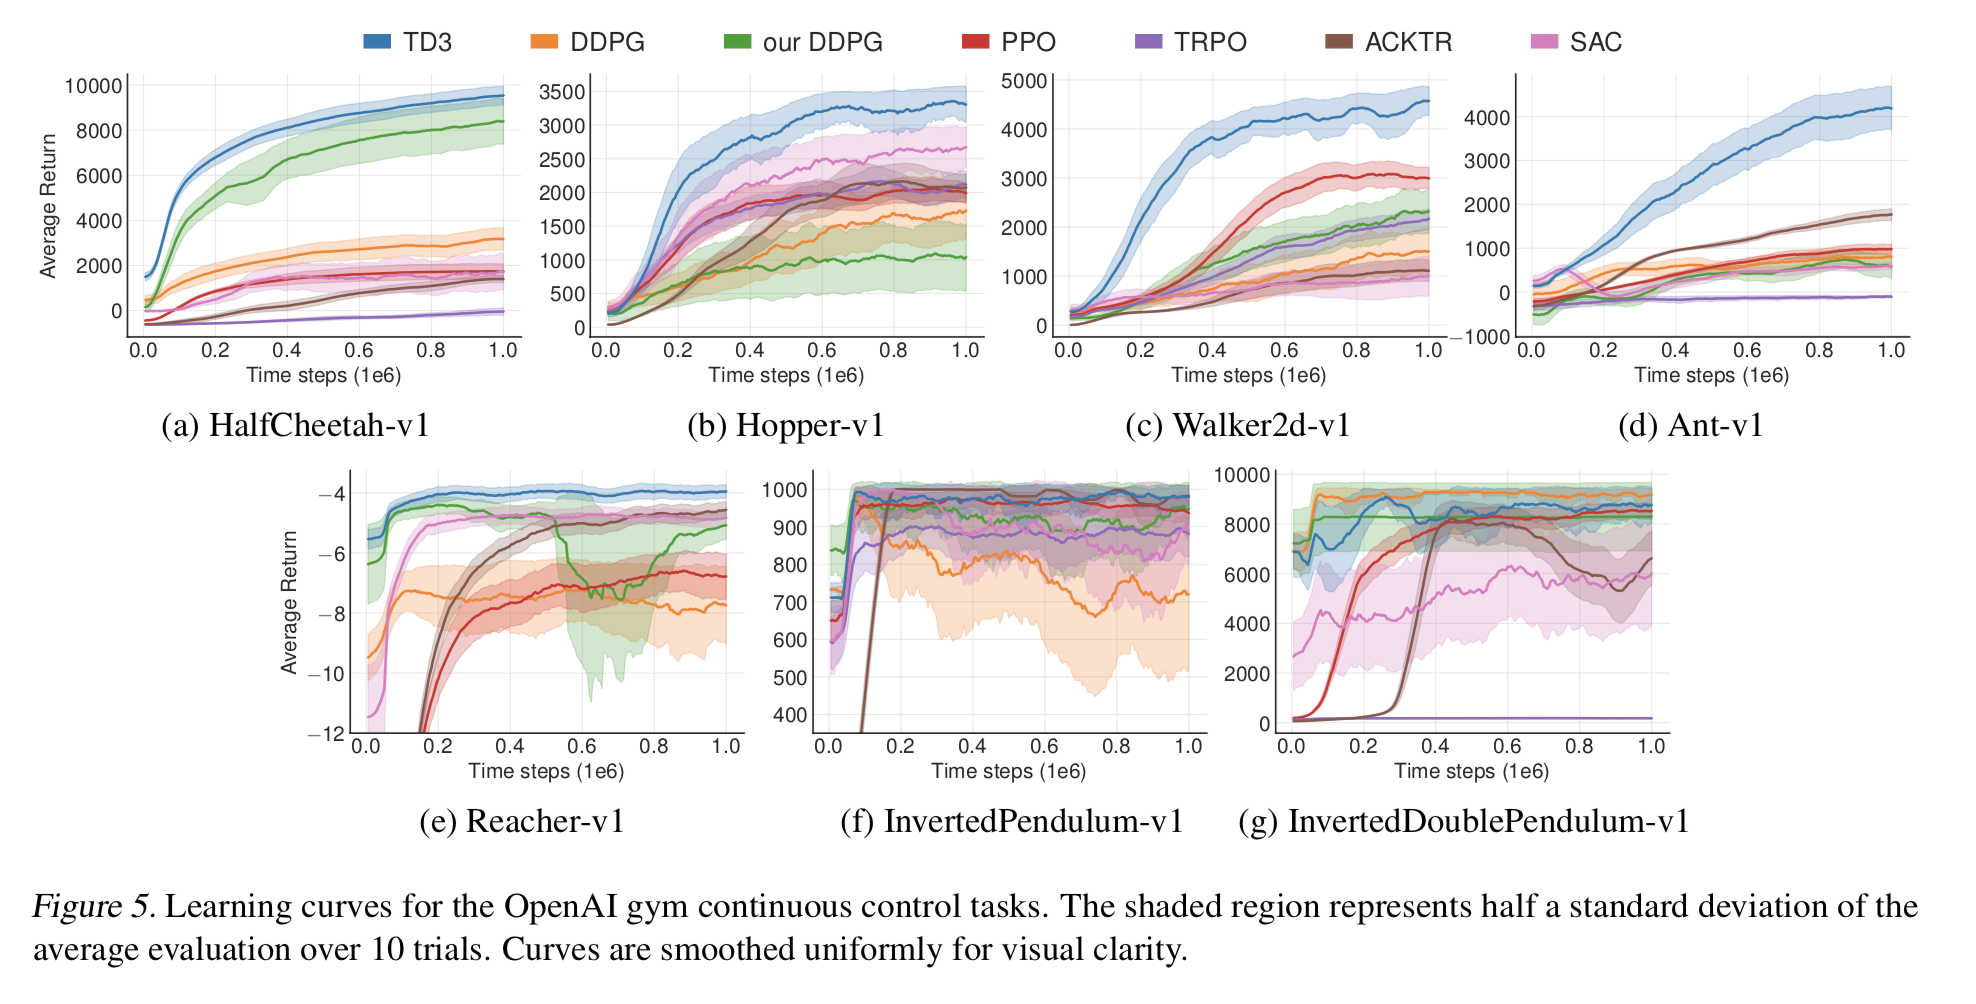 TD3 DDPG our DDPG PPO TRPO ACKTR SAC
Average Return
10000
8000
6000
4000
2000
0
0.0 0.2 0.4 0.6 0.8 1.0
Time steps (1e6)
(a) HalfCheetah-v1
3500
3000
2500
2000
1500
1000
500
0
0.0 0.2 0.4 0.6 0.8 1.0
Time steps (1e6)
(b) Hopper-v1
5000
4000
3000
2000
1000
0
0.0 0.2 0.4 0.6 0.8 1.0
Time steps (1e6)
(c) Walker2d-v1
4000
3000
2000
1000
0
−1000
0.0 0.2 0.4 0.6 0.8 1.0
Time steps (1e6)
(d) Ant-v1
Average Return
−4
−6
−8
−10
−12
0.0 0.2 0.4 0.6 0.8 1.0
Time steps (1e6)
(e) Reacher-v1
1000
900
800
700
600
500
400
0.0 0.2 0.4 0.6 0.8 1.0
Time steps (1e6)
(f) InvertedPendulum-v1
10000
8000
6000
4000
2000
0
0.0 0.2 0.4 0.6 0.8 1.0
Time steps (1e6)
(g) InvertedDoublePendulum-v1
Figure 5. Learning curves for the OpenAI gym continuous control tasks. The shaded region represents half a standard deviation of the
average evaluation over 10 trials. Curves are smoothed uniformly for visual clarity.